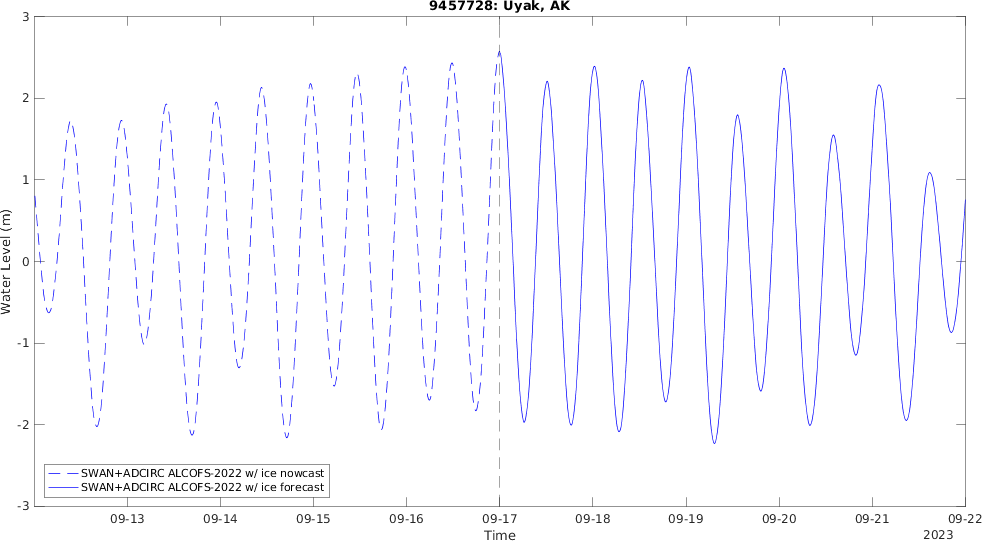 9457728: Uyak, AK
3
2
1
0
-1
-2
-3
Water Level (m)
SWAN+ADCIRC ALCOFS-2022 w/ ice nowcast
SWAN+ADCIRC ALCOFS-2022 w/ ice forecast
09-13 09-14 09-15 09-16 09-17 09-18 09-19 09-20 09-21 09-22
Time
2023